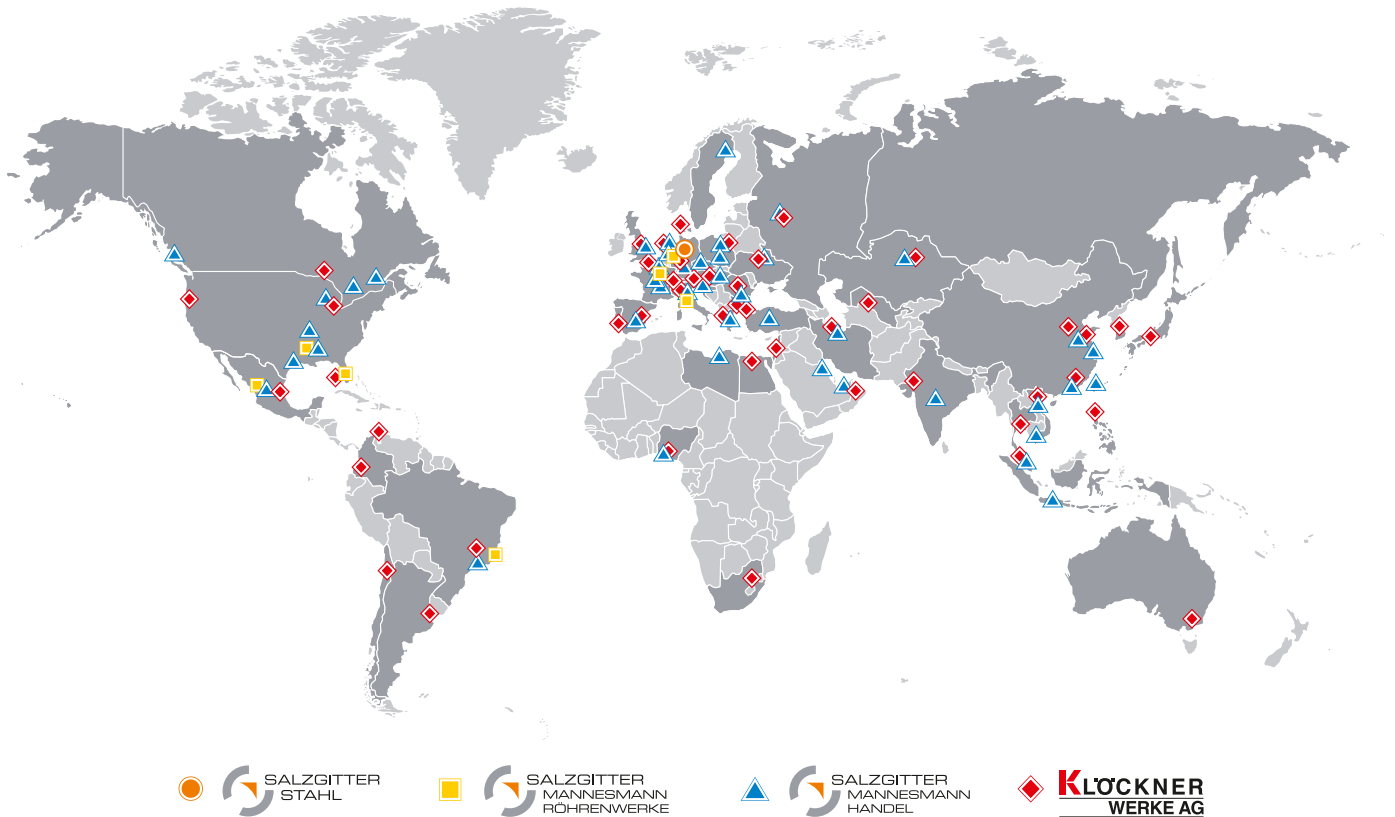 SALZGITTER
STAHL
SALZGITTER
MANNESMANN
RÖHRENWERKE
SALZGITTER
MANNESMANN
HANDEL
KLÖCKNER
WERKE AG